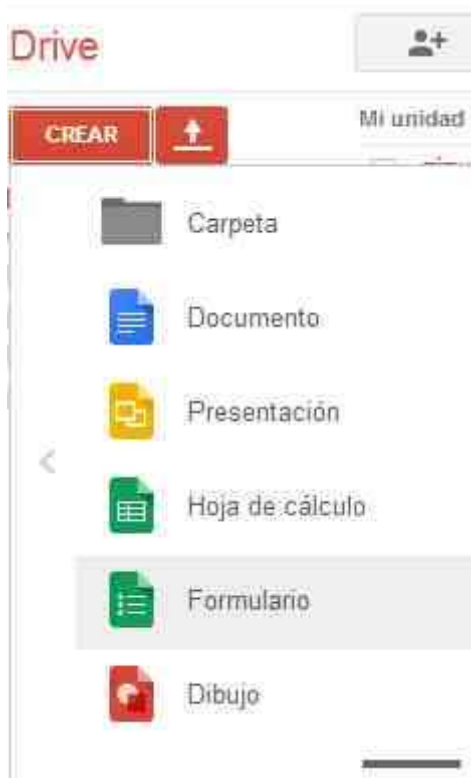 Drive
CREAR
Mi unidad
Carpeta
Documento
Presentación
Hoja de cálculo
Formulario
Dibujo